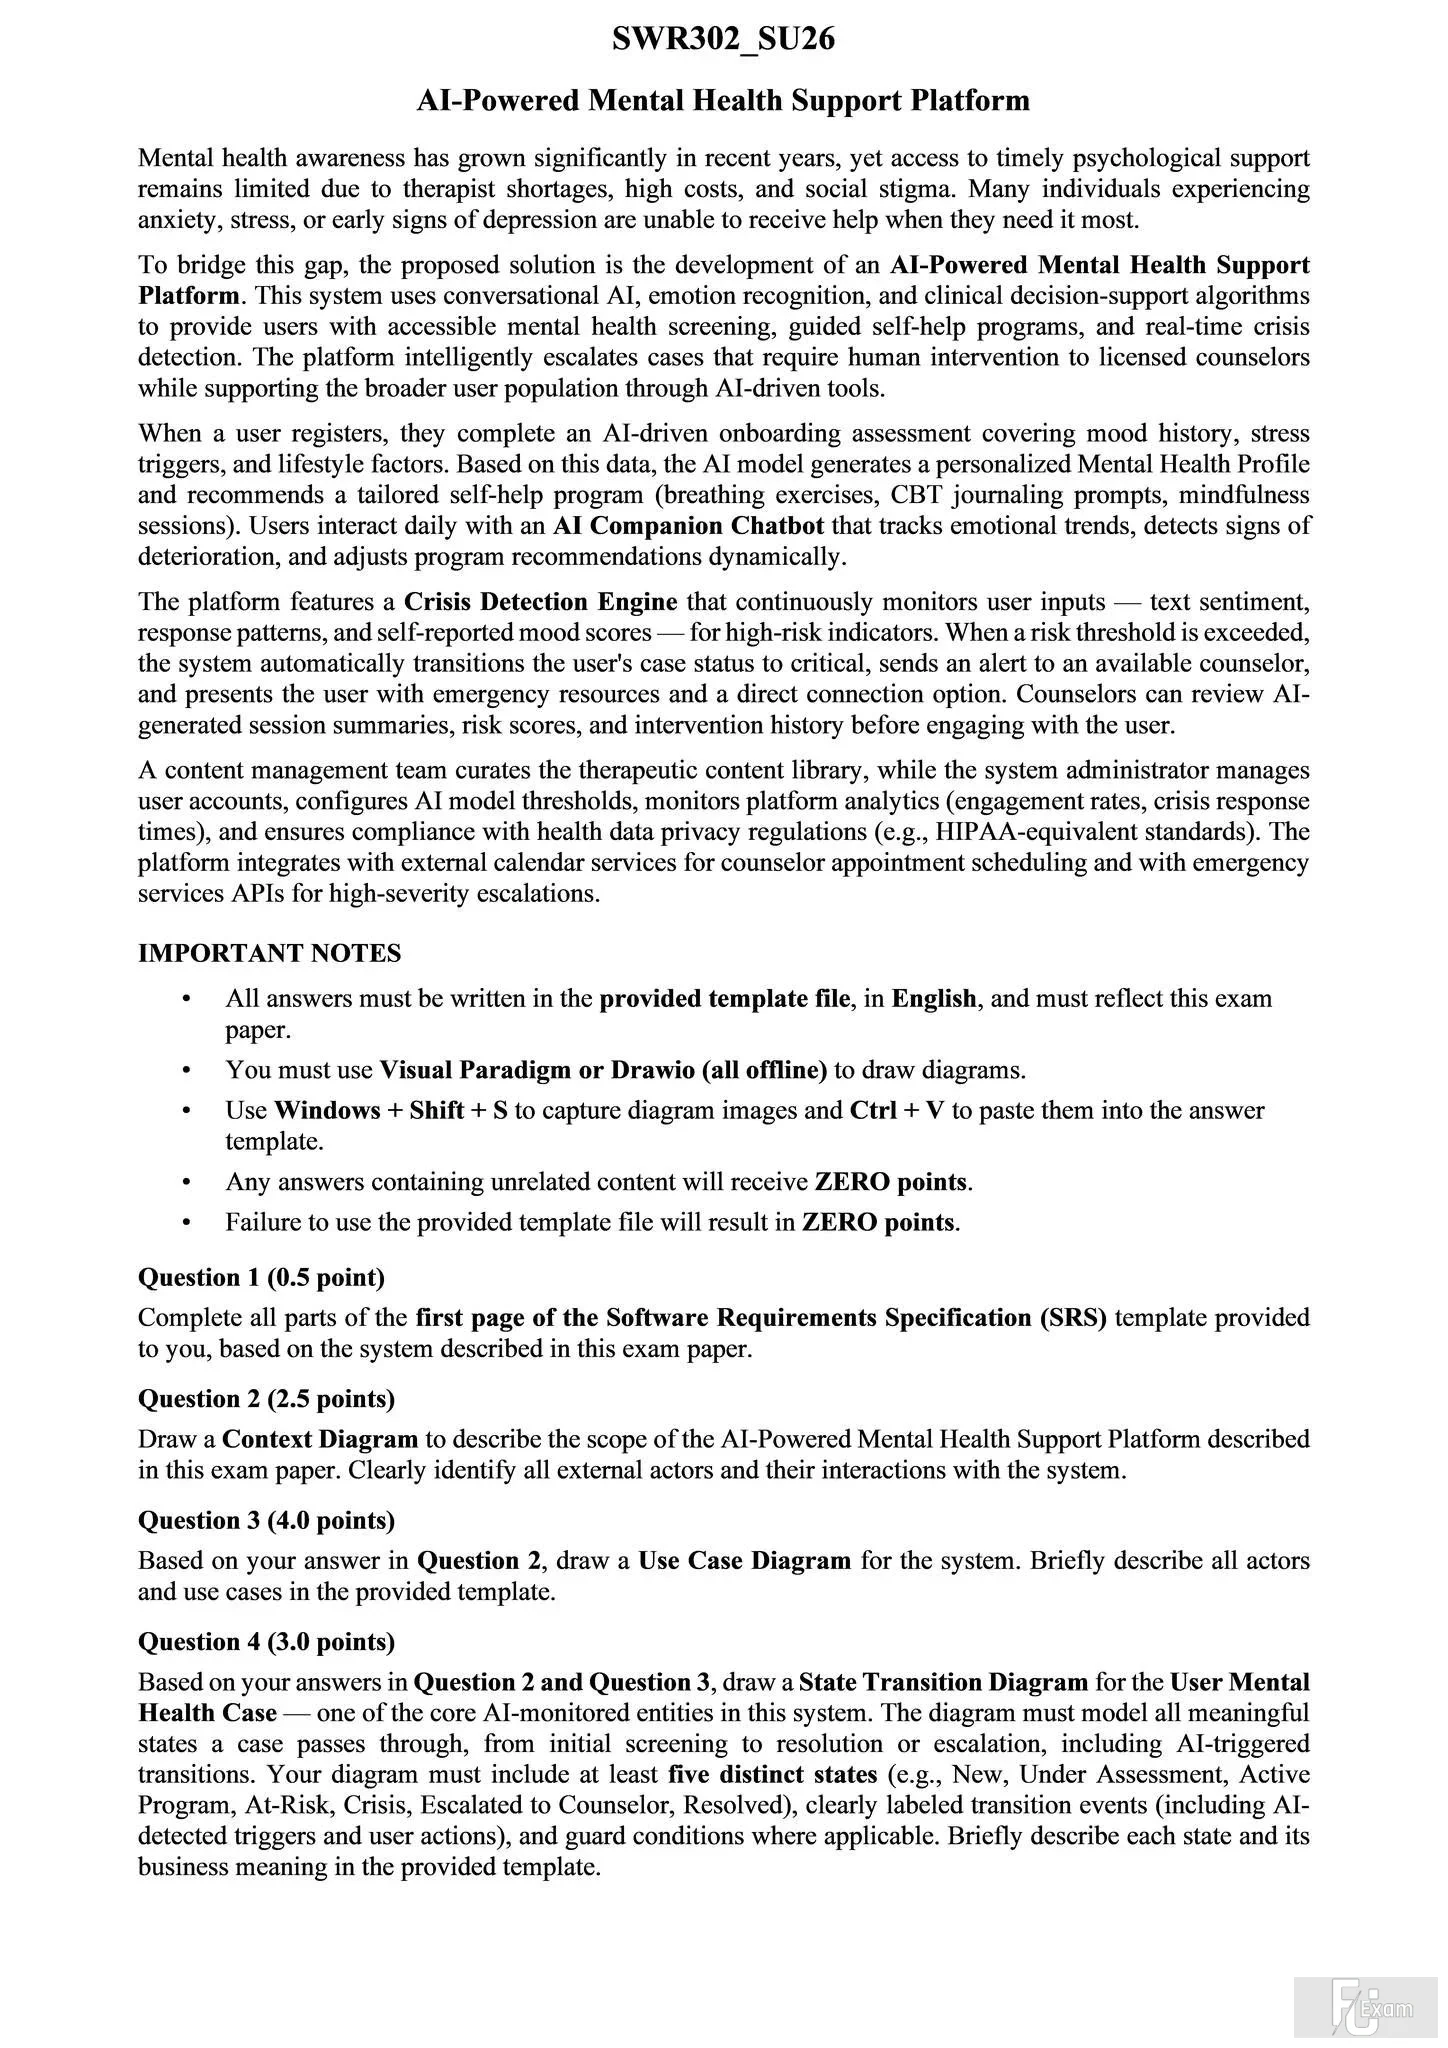 SWR302_SU26
AI-Powered Mental Health Support Platform
Mental health awareness has grown significantly in recent years, yet access to timely psychological support
remains limited due to therapist shortages, high costs, and social stigma. Many individuals experiencing
anxiety, stress, or early signs of depression are unable to receive help when they need it most.
To bridge this gap, the proposed solution is the development of an AI-Powered Mental Health Support
Platform. This system uses conversational AI, emotion recognition, and clinical decision-support algorithms
to provide users with accessible mental health screening, guided self-help programs, and real-time crisis
detection. The platform intelligently escalates cases that require human intervention to licensed counselors
while supporting the broader user population through AI-driven tools.
When a user registers, they complete an AI-driven onboarding assessment covering mood history, stress
triggers, and lifestyle factors. Based on this data, the AI model generates a personalized Mental Health Profile
and recommends a tailored self-help program (breathing exercises, CBT journaling prompts, mindfulness
sessions). Users interact daily with an AI Companion Chatbot that tracks emotional trends, detects signs of
deterioration, and adjusts program recommendations dynamically.
The platform features a Crisis Detection Engine that continuously monitors user inputs — text sentiment,
response patterns, and self-reported mood scores — for high-risk indicators. When a risk threshold is exceeded,
the system automatically transitions the user's case status to critical, sends an alert to an available counselor,
and presents the user with emergency resources and a direct connection option. Counselors can review AI-
generated session summaries, risk scores, and intervention history before engaging with the user.
A content management team curates the therapeutic content library, while the system administrator manages
user accounts, configures AI model thresholds, monitors platform analytics (engagement rates, crisis response
times), and ensures compliance with health data privacy regulations (e.g., HIPAA-equivalent standards). The
platform integrates with external calendar services for counselor appointment scheduling and with emergency
services APIs for high-severity escalations.
IMPORTANT NOTES
• All answers must be written in the provided template file, in English, and must reflect this exam
paper.
• You must use Visual Paradigm or Drawio (all offline) to draw diagrams.
• Use Windows + Shift + S to capture diagram images and Ctrl + V to paste them into the answer
template.
• Any answers containing unrelated content will receive ZERO points.
• Failure to use the provided template file will result in ZERO points.
Question 1 (0.5 point)
Complete all parts of the first page of the Software Requirements Specification (SRS) template provided
to you, based on the system described in this exam paper.
Question 2 (2.5 points)
Draw a Context Diagram to describe the scope of the AI-Powered Mental Health Support Platform described
in this exam paper. Clearly identify all external actors and their interactions with the system.
Question 3 (4.0 points)
Based on your answer in Question 2, draw a Use Case Diagram for the system. Briefly describe all actors
and use cases in the provided template.
Question 4 (3.0 points)
Based on your answers in Question 2 and Question 3, draw a State Transition Diagram for the User Mental
Health Case — one of the core AI-monitored entities in this system. The diagram must model all meaningful
states a case passes through, from initial screening to resolution or escalation, including AI-triggered
transitions. Your diagram must include at least five distinct states (e.g., New, Under Assessment, Active
Program, At-Risk, Crisis, Escalated to Counselor, Resolved), clearly labeled transition events (including AI-
detected triggers and user actions), and guard conditions where applicable. Briefly describe each state and its
business meaning in the provided template.
Exam